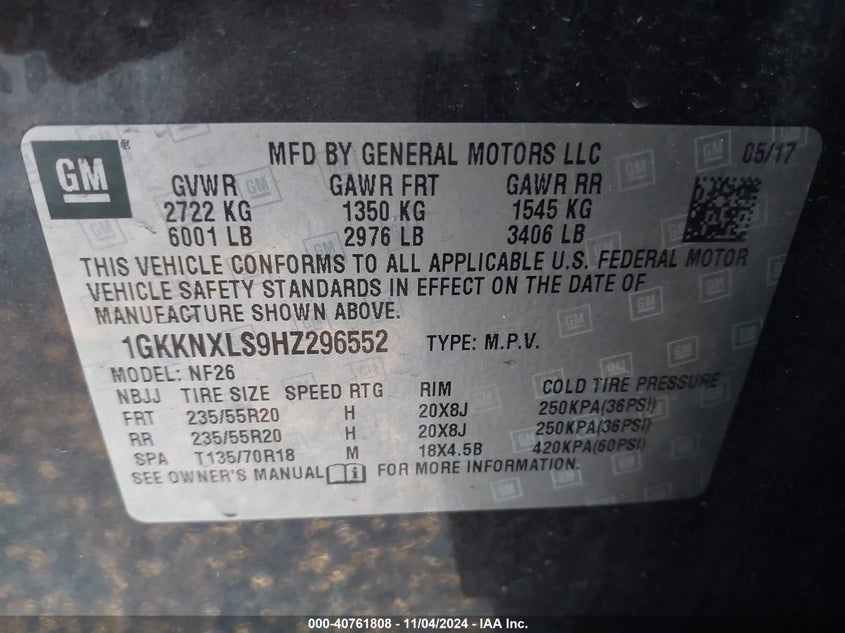 GM
MFD BY GENERAL MOTORS LLC 05/17
GVWR GAWR FRT GAWR RR
2722 KG 1350 KG 1545 KG
6001 LB 2976 LB 3406 LB
THIS VEHICLE CONFORMS TO ALL APPLICABLE U.S. FEDERAL MOTOR
VEHICLE SAFETY STANDARDS IN EFFECT ON THE DATE OF
MANUFACTURE SHOWN ABOVE.
1GKKNXLS9HZ296552 TYPE: M.P.V.
MODEL: NF26
NBJJ TIRE SIZE SPEED RTG RIM COLD TIRE PRESSURE
FRT 235/55R20 H 20X8J 250KPA(36PSI)
RR 235/55R20 H 20X8J 250KPA(36PSI)
SPA T135/70R18 M 18X4.5B 420KPA(60PSI)
SEE OWNER'S MANUAL FOR MORE INFORMATION.
000-40761808 - 11/04/2024 - IAA Inc.